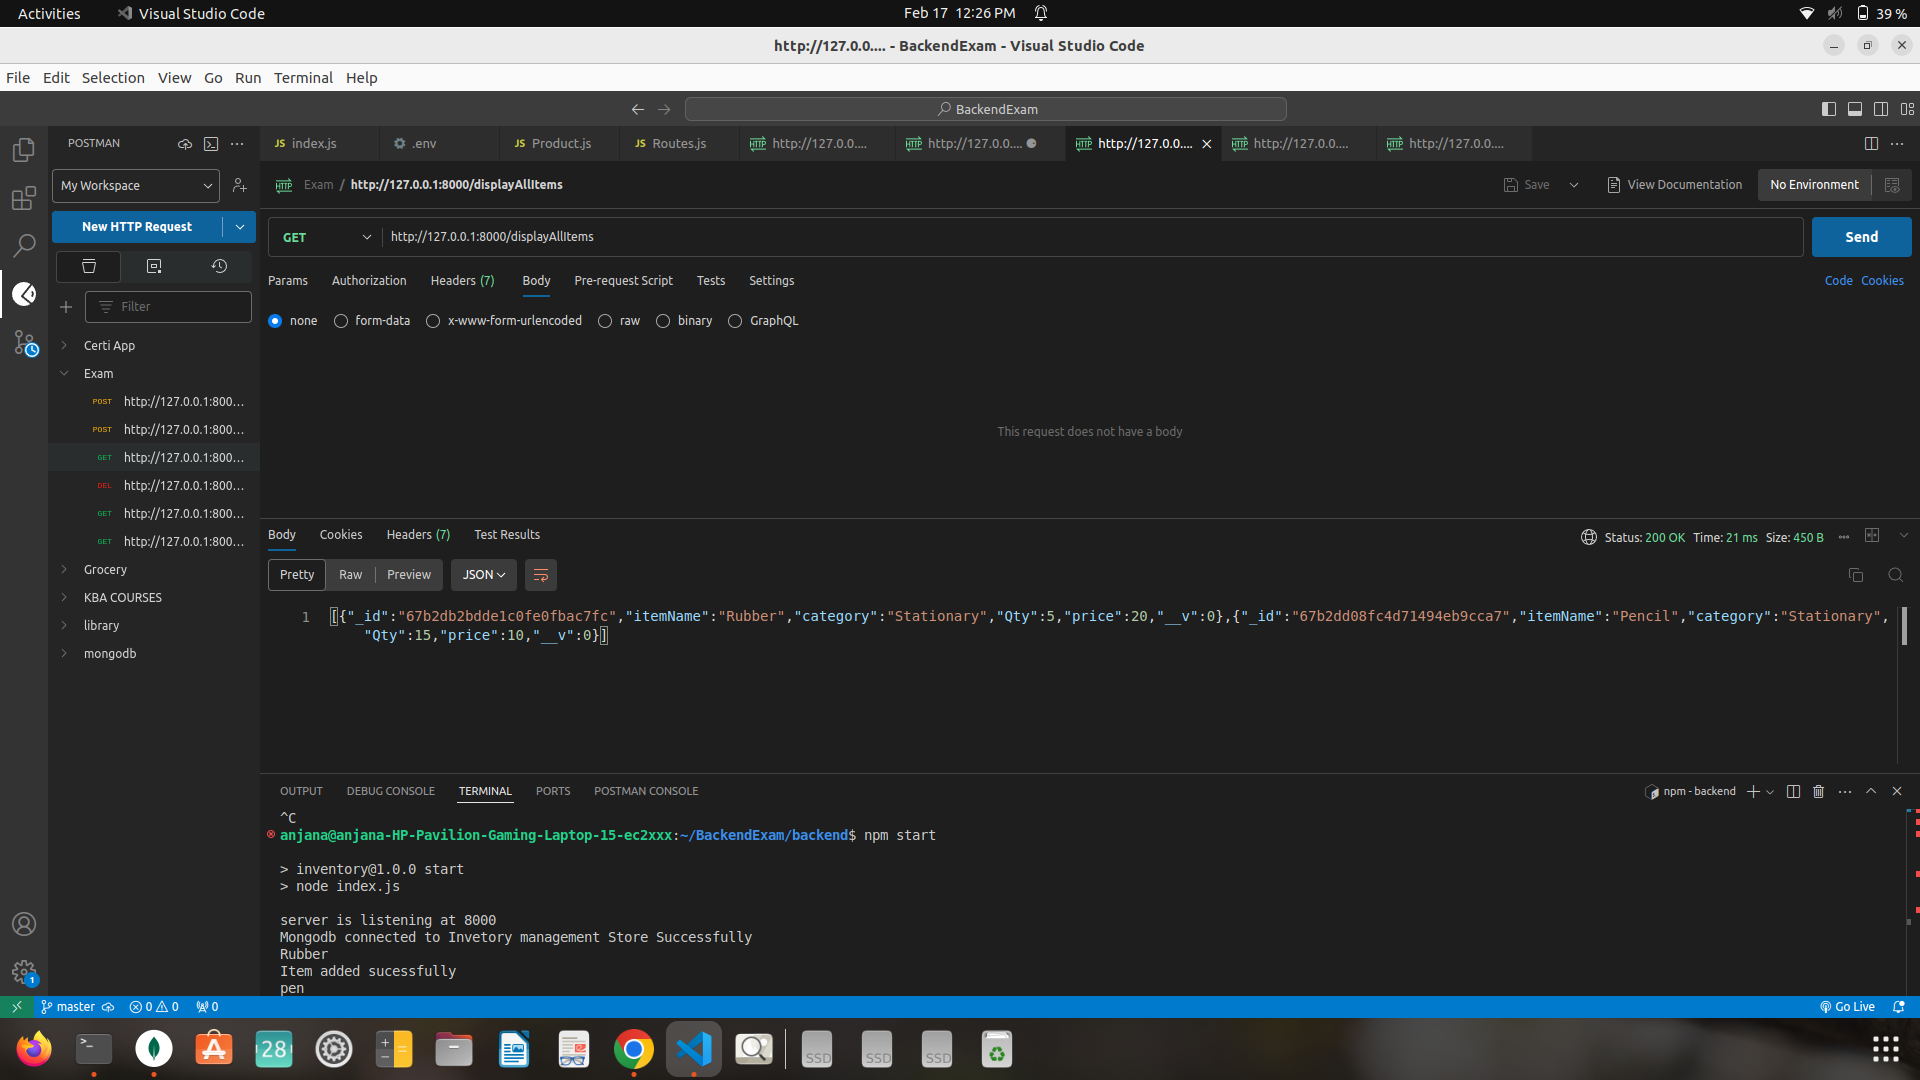 Activities
Visual Studio Code
Feb 17 12:26 PM
39 %
http://127.0.0.... - BackendExam - Visual Studio Code
File Edit Selection View Go Run Terminal Help
BackendExam
POSTMAN
JS index.js
.env
JS Product.js
JS Routes.js
HTTP http://127.0.0....
HTTP http://127.0.0....
HTTP http://127.0.0....
HTTP http://127.0.0....
HTTP http://127.0.0....
My Workspace
HTTP Exam / http://127.0.0.1:8000/displayAllItems
Save
View Documentation
No Environment
New HTTP Request
GET
http://127.0.0.1:8000/displayAllItems
Send
Params Authorization Headers (7) Body Pre-request Script Tests Settings
Code Cookies
Filter
none form-data x-www-form-urlencoded raw binary GraphQL
Certi App
Exam
POST http://127.0.0.1:800...
POST http://127.0.0.1:800...
GET http://127.0.0.1:800...
DEL http://127.0.0.1:800...
GET http://127.0.0.1:800...
GET http://127.0.0.1:800...
Grocery
KBA COURSES
library
mongodb
This request does not have a body
Body Cookies Headers (7) Test Results
Status: 200 OK Time: 21 ms Size: 450 B
Pretty Raw Preview JSON
1 [{"_id":"67b2db2bdde1c0fe0fbac7fc","itemName":"Rubber","category":"Stationary","Qty":5,"price":20,"__v":0},{"_id":"67b2dd08fc4d71494eb9cca7","itemName":"Pencil","category":"Stationary",
"Qty":15,"price":10,"__v":0}]
OUTPUT DEBUG CONSOLE TERMINAL PORTS POSTMAN CONSOLE
npm - backend
^C
anjana@anjana-HP-Pavilion-Gaming-Laptop-15-ec2xxx:~/BackendExam/backend$ npm start
> inventory@1.0.0 start
> node index.js
server is listening at 8000
Mongodb connected to Invetory management Store Successfully
Rubber
Item added sucessfully
pen
1
master
0 0
0
Go Live
28
SSD
SSD
SSD